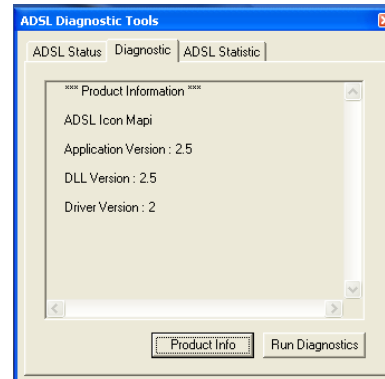 ADSL Diagnostic Tools
ADSL Status Diagnostic ADSL Statistic
*** Product Information ***
ADSL Icon Mapi
Application Version : 2.5
DLL Version : 2.5
Driver Version : 2
Product Info Run Diagnostics